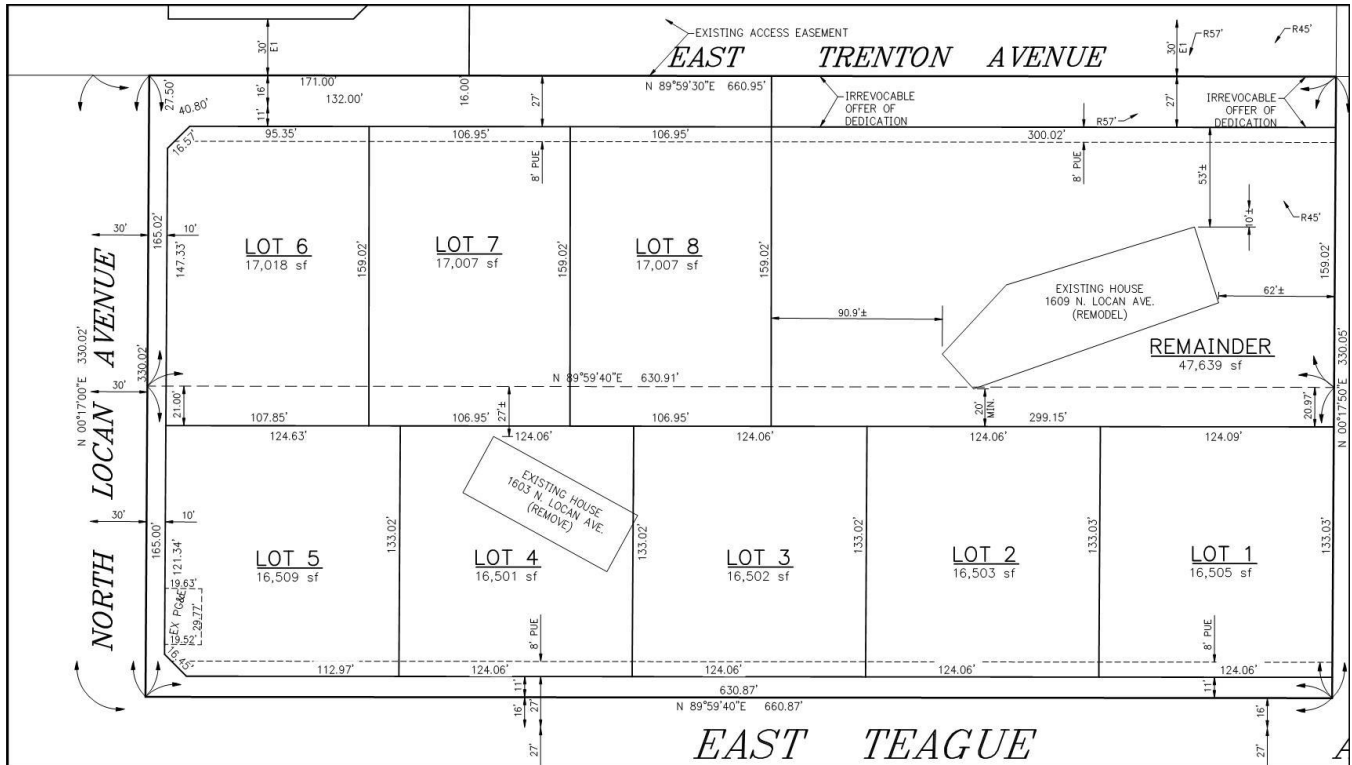 EXISTING ACCESS EASEMENT
EAST TRENTON AVENUE
30'
E1
30'
E1
R57'
R45'
27.50'
16'
171.00'
132.00'
16.00'
27'
N 89°59'30"E 660.95'
IRREVOCABLE
OFFER OF
DEDICATION
27'
IRREVOCABLE
OFFER OF
DEDICATION
40.80'
11'
R57'
16.57'
95.35'
106.95'
106.95'
300.02'
8' PUE
8' PUE
53'±
10'±
R45'
30'
165.02'
10'
147.33'
LOT 6
17,018 sf
159.02'
LOT 7
17,007 sf
159.02'
LOT 8
17,007 sf
159.02'
159.02'
EXISTING HOUSE
1609 N. LOCAN AVE.
(REMODEL)
90.9'±
62'±
REMAINDER
47,639 sf
NORTH LOCAN AVENUE
N 00°17'00"E 330.02'
330.02'
N 89°59'40"E 630.91'
N 00°17'50"E 330.05'
30'
21.00'
27'±
20'
MIN.
20.97'
107.85'
106.95'
106.95'
299.15'
124.63'
124.06'
124.06'
124.06'
124.09'
EXISTING HOUSE
1603 N. LOCAN AVE.
(REMOVE)
30'
165.00'
10'
121.34'
133.02'
133.02'
133.02'
133.03'
133.03'
LOT 5
16,509 sf
LOT 4
16,501 sf
LOT 3
16,502 sf
LOT 2
16,503 sf
LOT 1
16,505 sf
19.63'
EX PG&E
29.77'
19.52'
16.45'
8' PUE
8' PUE
112.97'
124.06'
124.06'
124.06'
124.06'
11'
630.87'
11'
16'
27'
N 89°59'40"E 660.87'
16'
27'
27'
EAST TEAGUE A